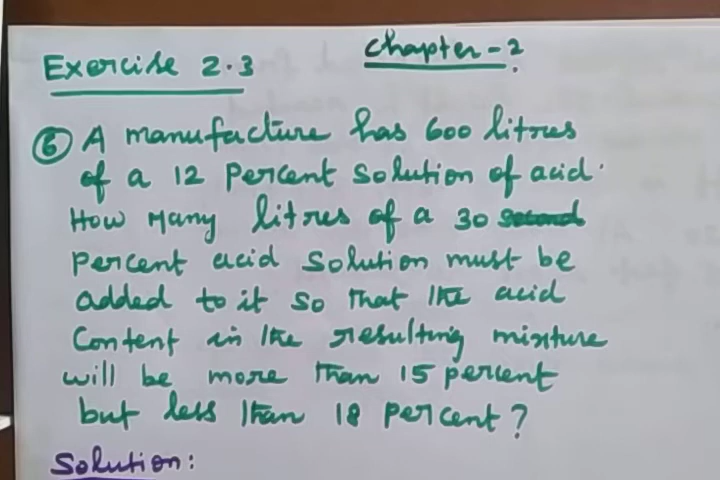 Chapter-2.
Exercise 2.3
6 A manufacture has 600 litres
of a 12 Percent Solution of acid.
How Many litres of a 30
Percent acid Solution must be
added to it so that the acid
Content in the resulting mixture
will be more than 15 percent
but less than 18 percent?
Solution: